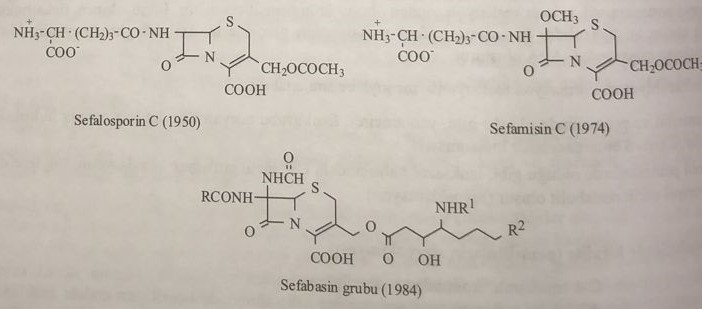 NH3-CH·(CH2)3-CO·NH
+
COO-
S
O
N
CH2OCOCH3
COOH
Sefalosporin C (1950)
NH3-CH·(CH2)3-CO·NH
+
COO-
OCH3
S
O
N
CH2OCOCH
COOH
Sefamisin C (1974)
O
NHCH
RCONH
S
O
N
COOH
O
O
NHR1
OH
R2
Sefabasin grubu (1984)